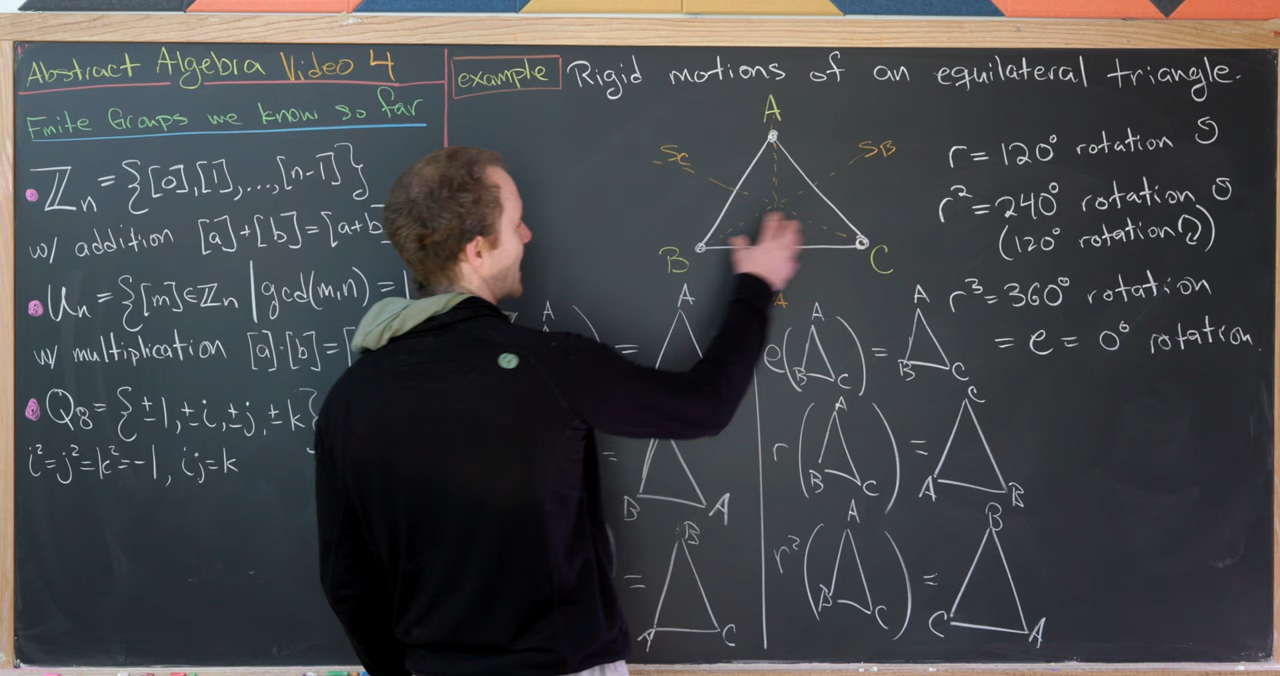 Abstract Algebra Video 4
Finite Groups we know so far
ℤn = {[0],[1],...,[n-1]}
w/ addition [a]+[b]=[a+b
Un = {[m]∈ℤn | gcd(m,n)=1
w/ multiplication [a]·[b]=[
Q8 = {±1,±i,±j,±k}
i²=j²=k²=-1, ij=k
example Rigid motions of an equilateral triangle.
A
SC
SB
B
C
A
r = 120° rotation ↺
r² = 240° rotation ↺
(120° rotation ↻)
r³ = 360° rotation
= e = 0° rotation
A
) =
A
=
B A
=
B
A C
e(
A
B C
) =
A
B C
r(
A
B C
) =
C
A B
r²(
A
B C
) =
B
C A